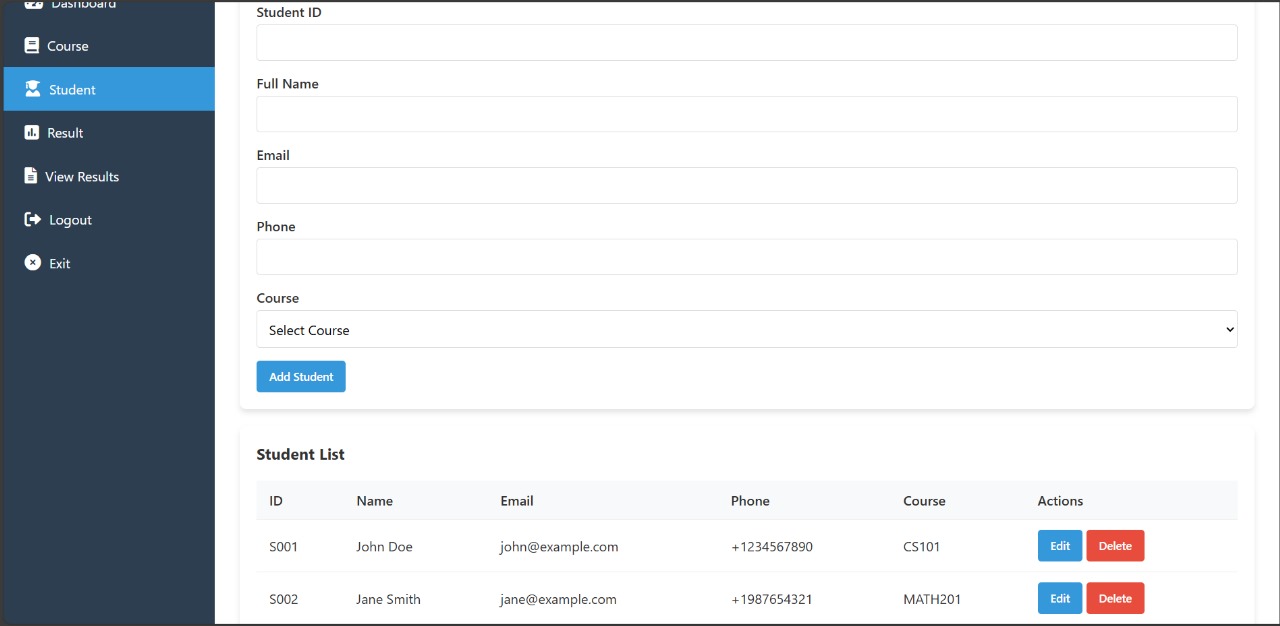 Dashboard
Course
Student
Result
View Results
Logout
Exit
Student ID
Full Name
Email
Phone
Course
Select Course
Add Student
Student List
ID Name Email Phone Course Actions
S001 John Doe john@example.com +1234567890 CS101 Edit Delete
S002 Jane Smith jane@example.com +1987654321 MATH201 Edit Delete